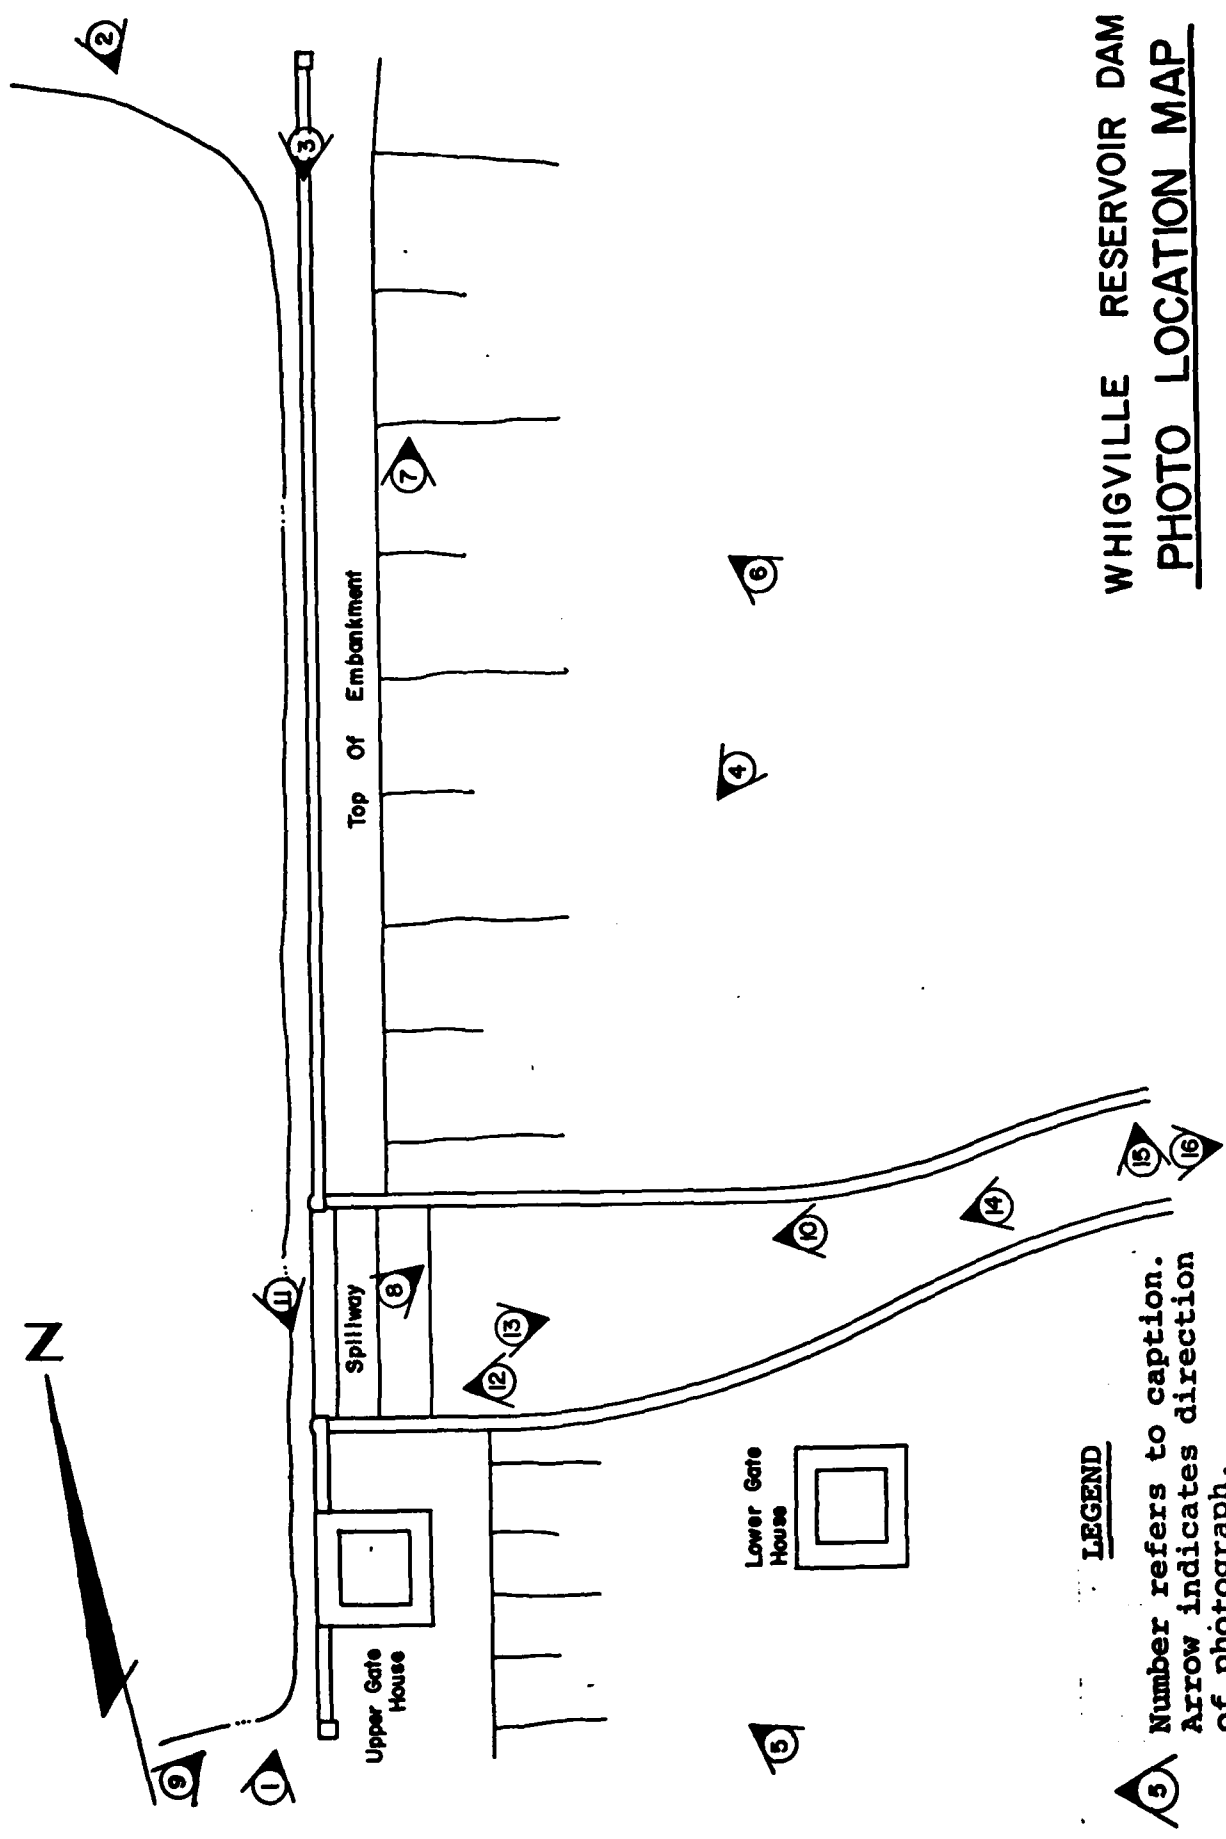 N
2
3
7
6
4
Top Of Embankment
Spillway
11
8
13
12
10
14
15
16
9
1
5
Upper Gate
House
Lower Gate
House
LEGEND
5
Number refers to caption.
Arrow indicates direction
of photograph.
WHIGVILLE RESERVOIR DAM
PHOTO LOCATION MAP